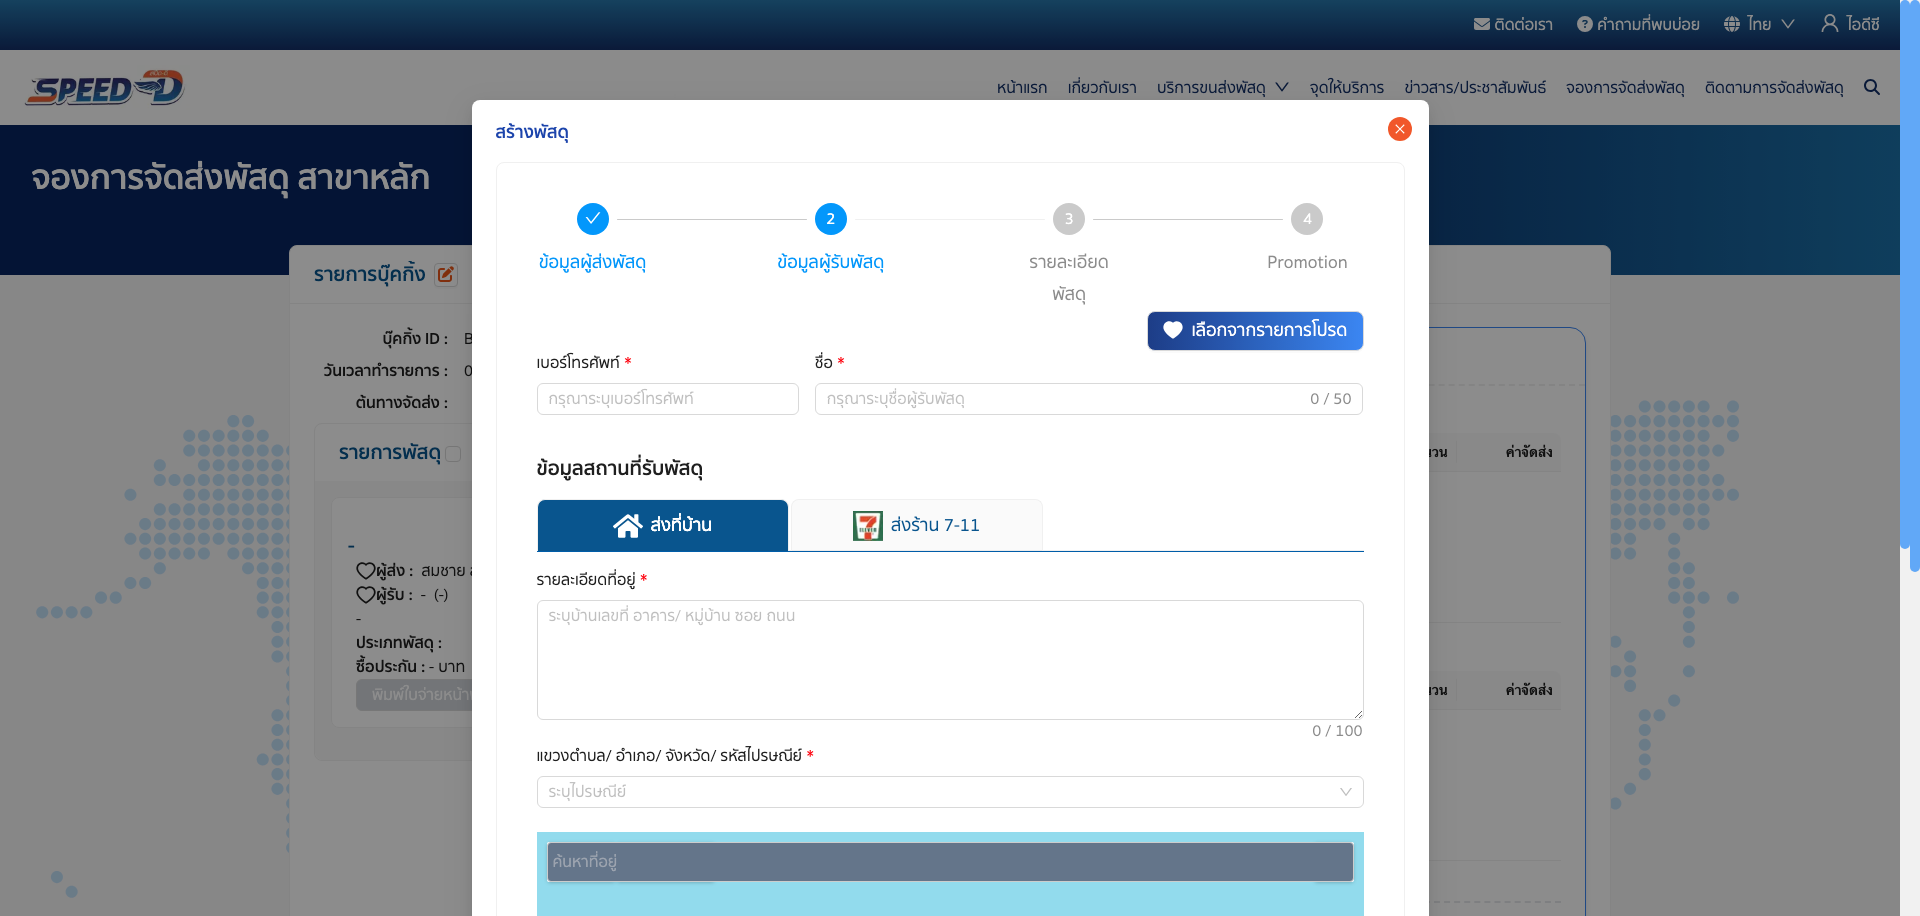 ติดต่อเรา คำถามที่พบบ่อย ไทย ไอดีซี
SPEED-D
หน้าแรก เกี่ยวกับเรา บริการขนส่งพัสดุ จุดให้บริการ ข่าวสาร/ประชาสัมพันธ์ จองการจัดส่งพัสดุ ติดตามการจัดส่งพัสดุ
จองการจัดส่งพัสดุ สาขาหลัก
สร้างพัสดุ
2 3 4
ข้อมูลผู้ส่งพัสดุ ข้อมูลผู้รับพัสดุ รายละเอียด Promotion
พัสดุ
เลือกจากรายการโปรด
เบอร์โทรศัพท์ * ชื่อ *
กรุณาระบุเบอร์โทรศัพท์ กรุณาระบุชื่อผู้รับพัสดุ 0 / 50
ข้อมูลสถานที่รับพัสดุ
ส่งที่บ้าน 7 ELEVEN ส่งร้าน 7-11
รายละเอียดที่อยู่ *
ระบุบ้านเลขที่ อาคาร/ หมู่บ้าน ซอย ถนน
0 / 100
แขวงตำบล/ อำเภอ/ จังหวัด/ รหัสไปรษณีย์ *
ระบุไปรษณีย์
ค้นหาที่อยู่
รายการบุ๊คกิ้ง
บุ๊คกิ้ง ID : B
วันเวลาทำรายการ : 0
ต้นทางจัดส่ง :
รายการพัสดุ
-
ผู้ส่ง : สมชาย
ผู้รับ : - (-)
-
ประเภทพัสดุ :
ซื้อประกัน : - บาท
พิมพ์ใบจ่ายหน้า
ค่าจัดส่ง
ค่าจัดส่ง